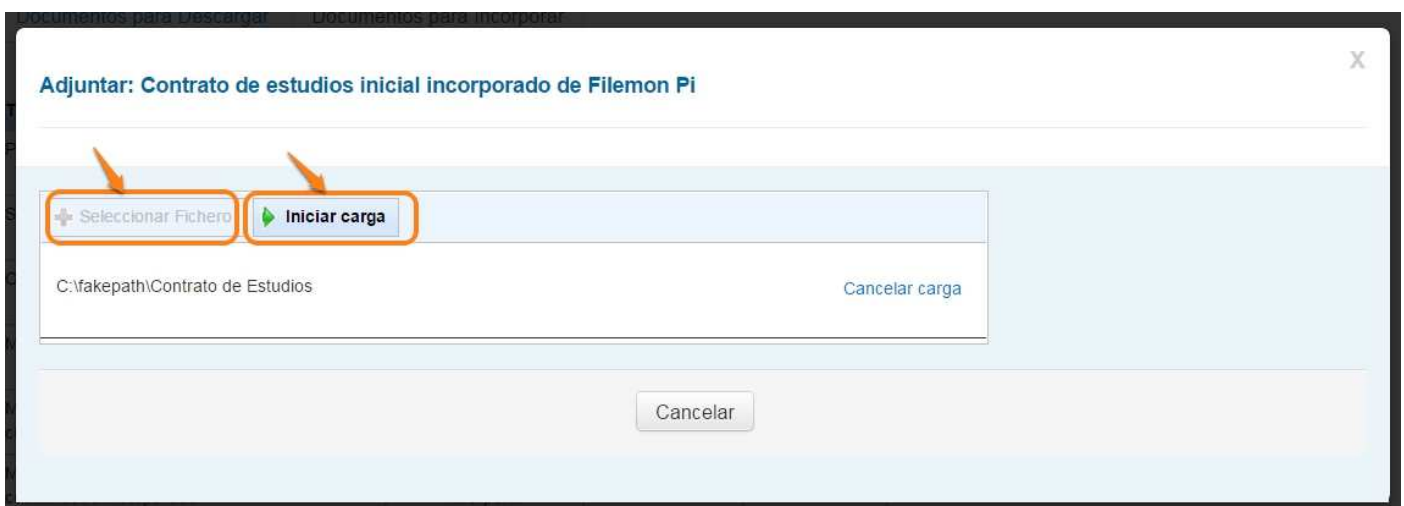 Documentos para Descargar Documentos para Incorporar
X
Adjuntar: Contrato de estudios inicial incorporado de Filemon Pi
Seleccionar Fichero Iniciar carga
C:\fakepath\Contrato de Estudios Cancelar carga
Cancelar